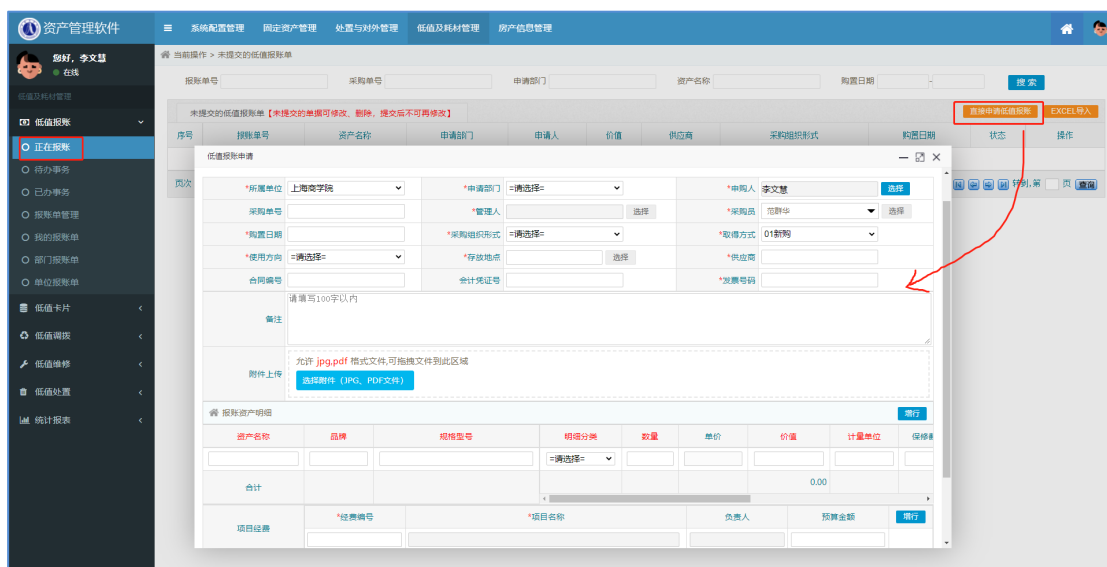 资产管理软件
系统配置管理 固定资产管理 处置与对外管理 低值及耗材管理 房产信息管理
您好，李文慧
在线
当前操作 > 未提交的低值报账单
报账单号 采购单号 申请部门 资产名称 购置日期 - 搜 索
低值及耗材管理
未提交的低值报账单【未提交的单据可修改、删除，提交后不可再修改】 直接申请低值报账 EXCEL导入
低值报账
序号 报账单号 资产名称 申请部门 申请人 价值 供应商 采购组织形式 购置日期 状态 操作
正在报账
待办事务
已办事务
报账单管理
我的报账单
部门报账单
单位报账单
低值卡片
低值调拨
低值维修
低值处置
统计报表
页次 转到,第 页 查询
低值报账申请
*所属单位 上海商学院 *申请部门 =请选择= *申购人 李文慧 选择
采购单号 *管理人 选择 *采购员 范群华 选择
*购置日期 *采购组织形式 =请选择= *取得方式 01新购
*使用方向 =请选择= *存放地点 选择 *供应商
合同编号 会计凭证号 *发票号码
备注 请填写100字以内
附件上传 允许 jpg,pdf 格式文件,可拖拽文件到此区域
选择附件（JPG、PDF文件）
报账资产明细 增行
资产名称 品牌 规格型号 明细分类 数量 单价 价值 计量单位 保修
=请选择=
合计 0.00
项目经费 *经费编号 *项目名称 负责人 预算金额 增行